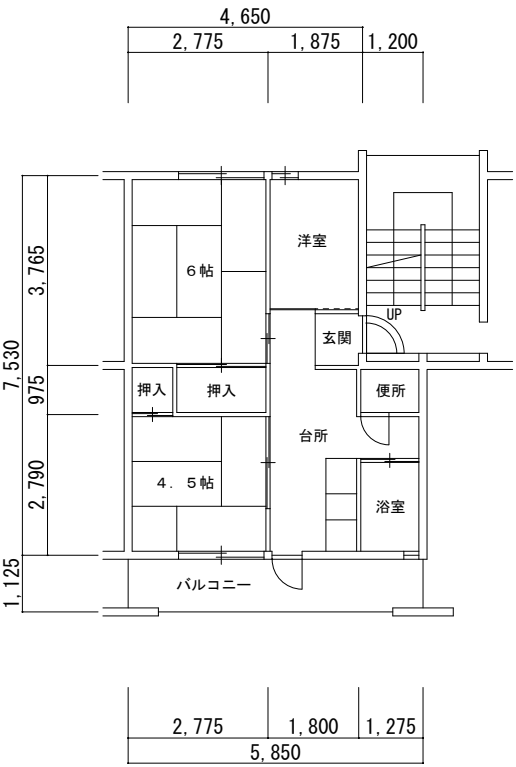 4,650
2,775
1,875
1,200
洋室
6帖
3,765
UP
玄関
7,530
975
押入
押入
便所
台所
2,790
4.5帖
浴室
1,125
バルコニー
2,775
1,800
1,275
5,850